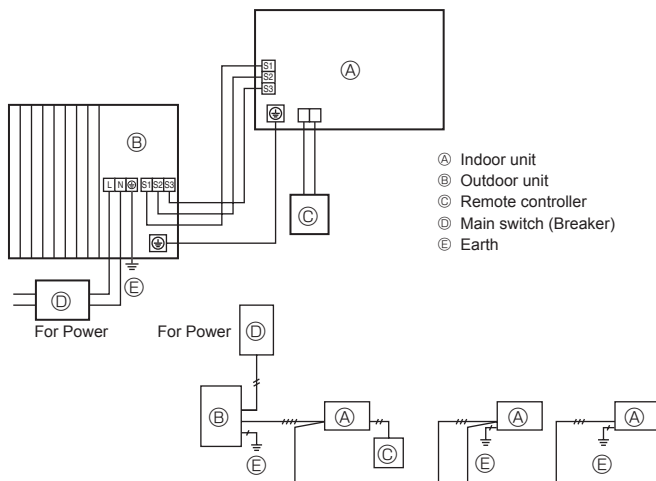 S1
S2
S3
Ⓐ
Ⓑ
L N S1 S2 S3
Ⓒ
Ⓐ Indoor unit
Ⓑ Outdoor unit
Ⓒ Remote controller
Ⓓ Main switch (Breaker)
Ⓔ Earth
Ⓔ
Ⓓ
For Power
For Power Ⓓ
Ⓑ Ⓐ Ⓐ Ⓐ
Ⓔ Ⓒ Ⓔ Ⓔ